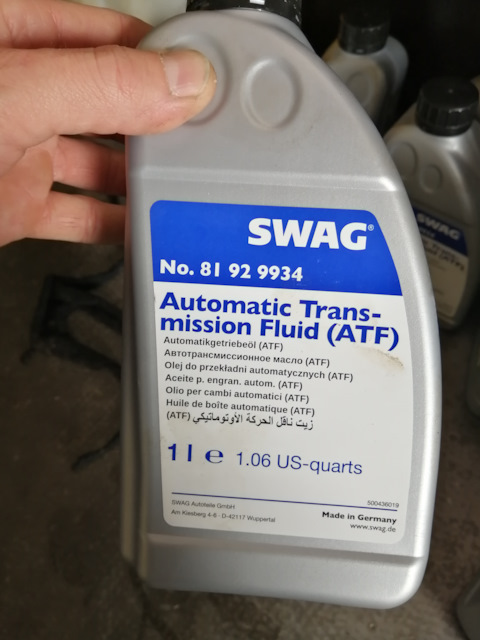 SWAG®
No. 81 92 9934
Automatic Trans-
mission Fluid (ATF)
Automatikgetriebeöl (ATF)
Автотрансмиссионное масло (ATF)
Olej do przekładni automatycznych (ATF)
Aceite p. engran. autom. (ATF)
Olio per cambi automatici (ATF)
Huile de boîte automatique (ATF)
زيت ناقل الحركة الاوتوماتيكي (ATF)
1 l ℮ 1.06 US-quarts
SWAG Autoteile GmbH
500436019
Am Kiesberg 4-6 · D-42117 Wuppertal
Made in Germany
www.swag.de